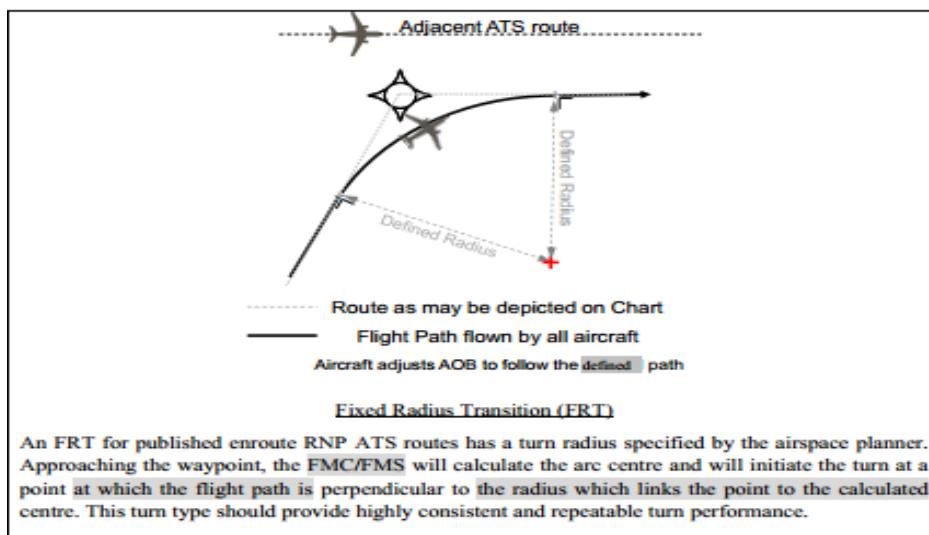 Adjacent ATS route
Defined Radius
Defined Radius
Route as may be depicted on Chart
Flight Path flown by all aircraft
Aircraft adjusts AOB to follow the defined path
Fixed Radius Transition (FRT)
An FRT for published enroute RNP ATS routes has a turn radius specified by the airspace planner.
Approaching the waypoint, the FMC/FMS will calculate the arc centre and will initiate the turn at a
point at which the flight path is perpendicular to the radius which links the point to the calculated
centre. This turn type should provide highly consistent and repeatable turn performance.